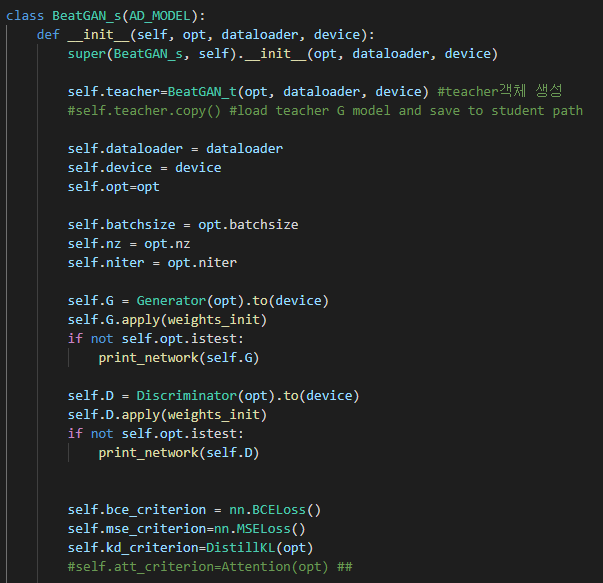 class BeatGAN_s(AD_MODEL):
    def __init__(self, opt, dataloader, device):
        super(BeatGAN_s, self).__init__(opt, dataloader, device)

        self.teacher=BeatGAN_t(opt, dataloader, device) #teacher객체 생성
        #self.teacher.copy() #load teacher G model and save to student path

        self.dataloader = dataloader
        self.device = device
        self.opt=opt

        self.batchsize = opt.batchsize
        self.nz = opt.nz
        self.niter = opt.niter

        self.G = Generator(opt).to(device)
        self.G.apply(weights_init)
        if not self.opt.istest:
            print_network(self.G)

        self.D = Discriminator(opt).to(device)
        self.D.apply(weights_init)
        if not self.opt.istest:
            print_network(self.D)


        self.bce_criterion = nn.BCELoss()
        self.mse_criterion=nn.MSELoss()
        self.kd_criterion=DistillKL(opt)
        #self.att_criterion=Attention(opt) ##